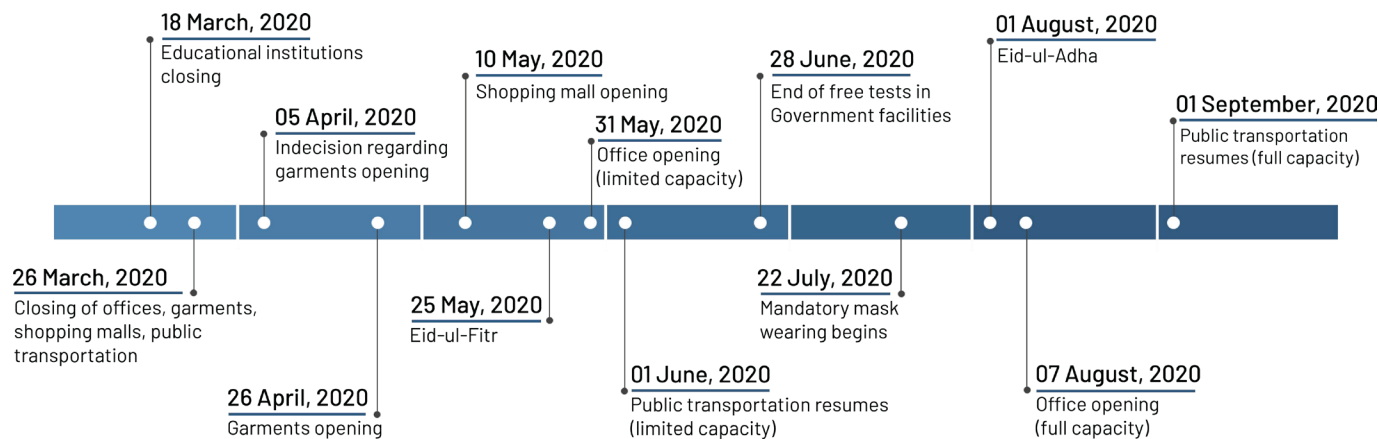 18 March, 2020
Educational institutions
closing
26 March, 2020
Closing of offices, garments,
shopping malls, public
transportation
05 April, 2020
Indecision regarding
garments opening
26 April, 2020
Garments opening
10 May, 2020
Shopping mall opening
25 May, 2020
Eid-ul-Fitr
31 May, 2020
Office opening
(limited capacity)
01 June, 2020
Public transportation resumes
(limited capacity)
28 June, 2020
End of free tests in
Government facilities
22 July, 2020
Mandatory mask
wearing begins
01 August, 2020
Eid-ul-Adha
07 August, 2020
Office opening
(full capacity)
01 September, 2020
Public transportation
resumes (full capacity)